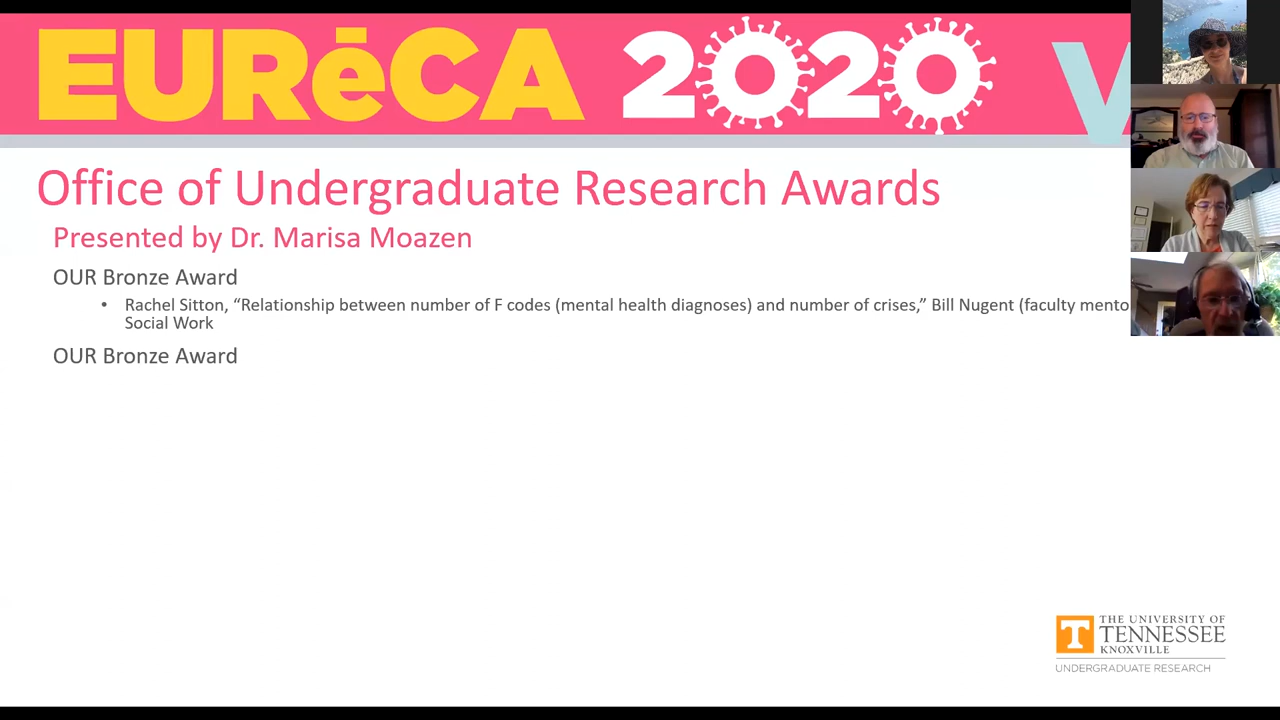 EURēCA 2020 V
Office of Undergraduate Research Awards
Presented by Dr. Marisa Moazen
OUR Bronze Award
• Rachel Sitton, “Relationship between number of F codes (mental health diagnoses) and number of crises,” Bill Nugent (faculty mento
Social Work
OUR Bronze Award
T THE UNIVERSITY OF
TENNESSEE
KNOXVILLE
UNDERGRADUATE RESEARCH